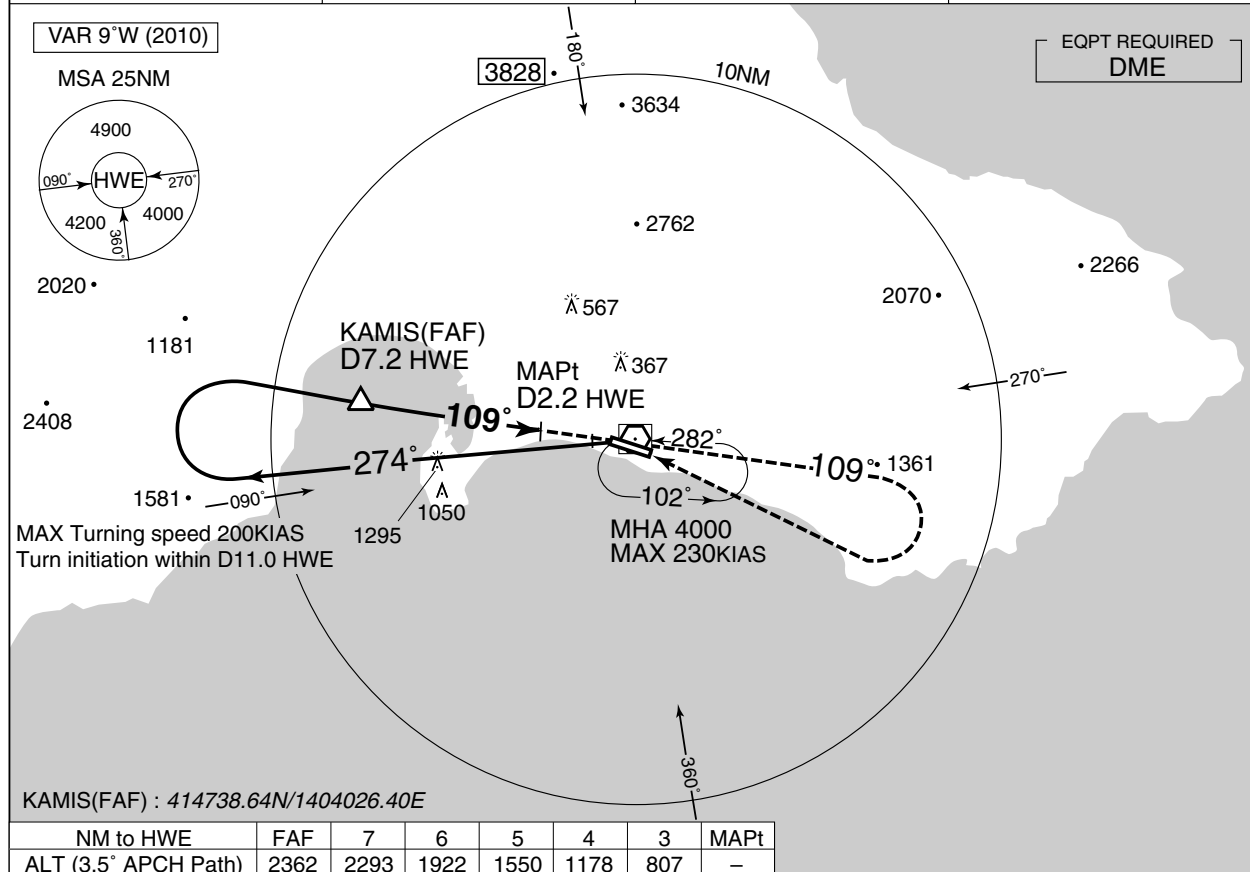 VAR 9°W (2010)
MSA 25NM
4900
090°
HWE
270°
4200
4000
360°
180°
3828
10NM
EQPT REQUIRED
DME
3634
2762
2266
2020
2070
567
1181
KAMIS(FAF)
D7.2 HWE
367
MAPt
D2.2 HWE
270°
2408
109°
282°
274°
109°
1361
1581
090°
102°
1050
1295
MAX Turning speed 200KIAS
Turn initiation within D11.0 HWE
MHA 4000
MAX 230KIAS
360°
KAMIS(FAF) : 414738.64N/1404026.40E
NM to HWE FAF 7 6 5 4 3 MAPt
ALT (3.5° APCH Path) 2362 2293 1922 1550 1178 807 –